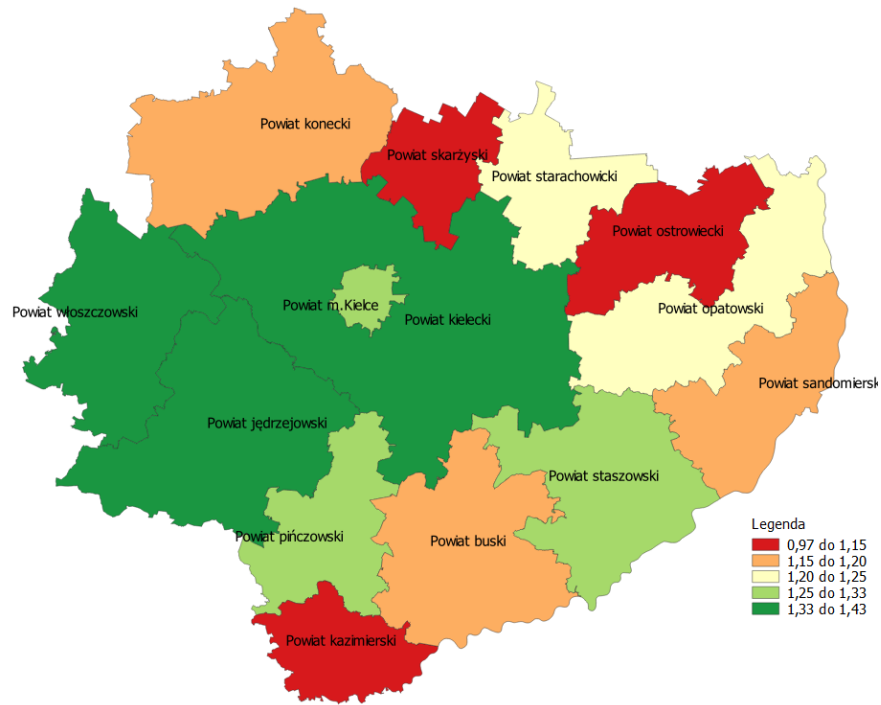 Powiat konecki
Powiat skarżyski
Powiat starachowicki
Powiat ostrowiecki
Powiat włoszczowski
Powiat m.Kielce
Powiat kielecki
Powiat opatowski
Powiat sandomiersk
Powiat jędrzejowski
Powiat staszowski
Powiat pińczowski
Powiat buski
Powiat kazimierski
Legenda
0,97 do 1,15
1,15 do 1,20
1,20 do 1,25
1,25 do 1,33
1,33 do 1,43